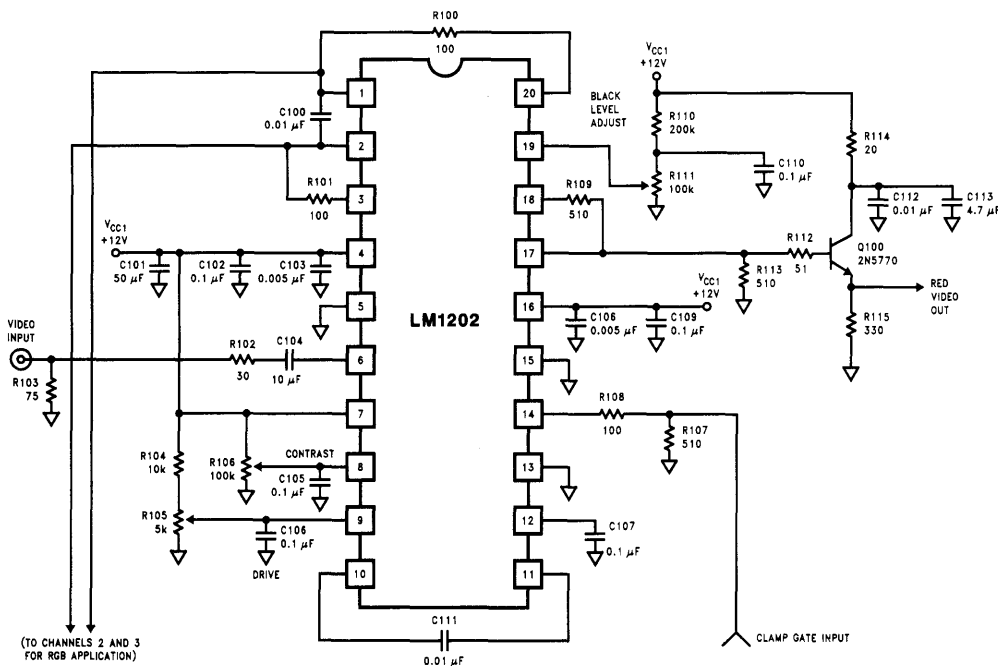 R100
100
1
20
C100
0.01 µF
2
19
R101
100
3
18
R109
510
BLACK
LEVEL
ADJUST
VCC1
+12V
R110
200k
R111
100k
C110
0.1 µF
R114
20
C112
0.01 µF
C113
4.7 µF
VCC1
+12V
C101
50 µF
C102
0.1 µF
C103
0.005 µF
4
17
R113
510
R112
51
Q100
2N5770
RED
VIDEO
OUT
R115
330
5
LM1202
16
C106
0.005 µF
C109
0.1 µF
VCC1
+12V
VIDEO
INPUT
R103
75
R102
30
C104
10 µF
6
15
7
14
R108
100
R107
510
R104
10k
R106
100k
CONTRAST
C105
0.1 µF
8
13
R105
5k
C106
0.1 µF
DRIVE
9
12
C107
0.1 µF
10
11
C111
0.01 µF
(TO CHANNELS 2 AND 3
FOR RGB APPLICATION)
CLAMP GATE INPUT